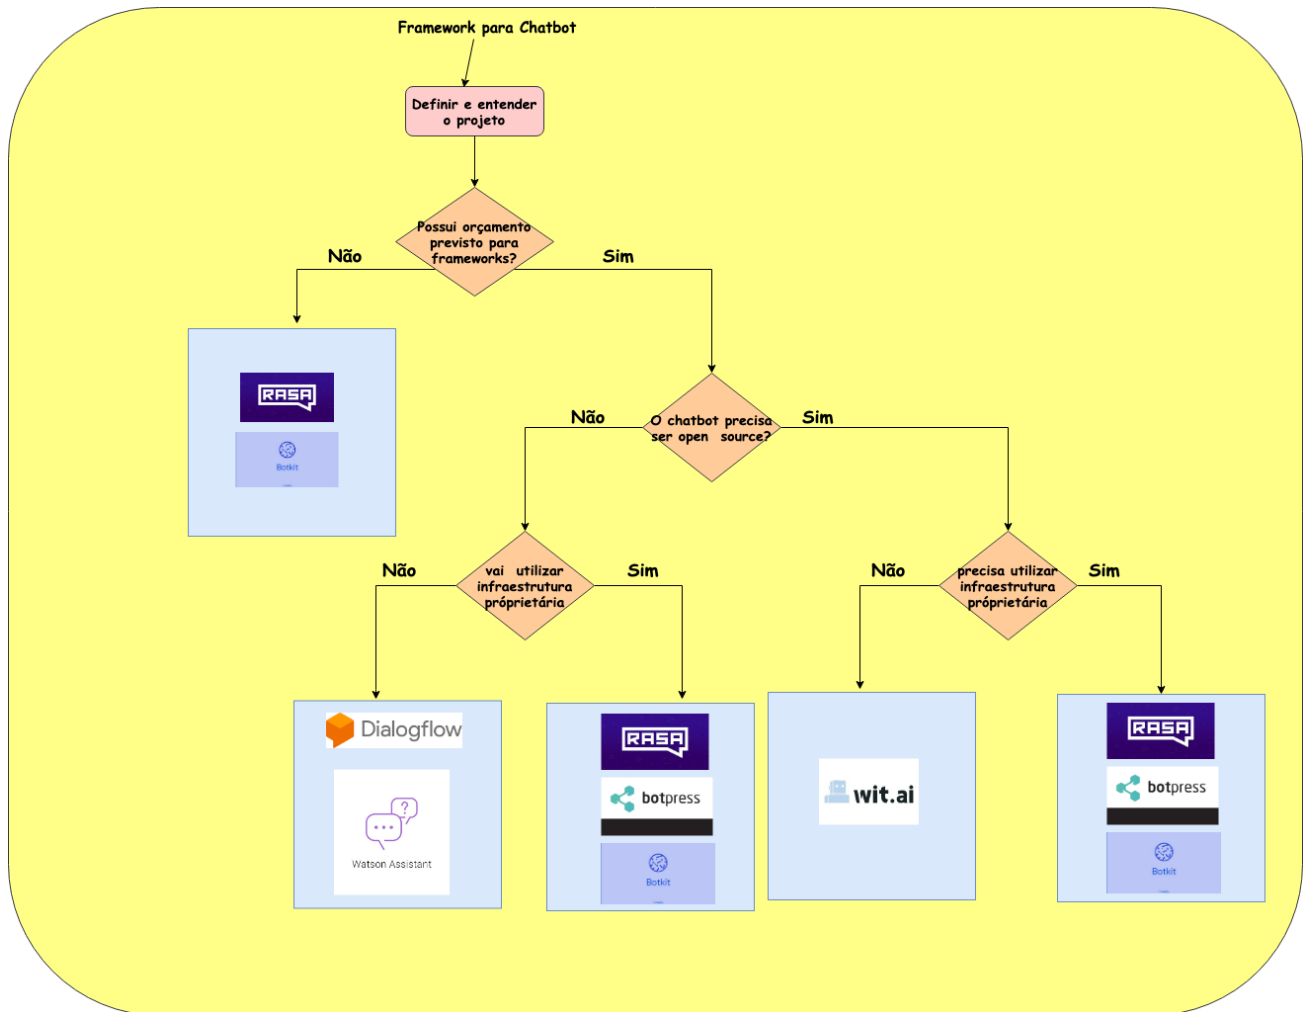 Framework para Chatbot
Definir e entender
o projeto
Possui orçamento
previsto para
frameworks?
Não
Sim
RASA
Botkit
O chatbot precisa
ser open source?
Não
Sim
vai utilizar
infraestrutura
própriétária
Não
Sim
precisa utilizar
infraestrutura
própriétária
Não
Sim
Dialogflow
Watson Assistant
RASA
botpress
Botkit
wit.ai
RASA
botpress
Botkit